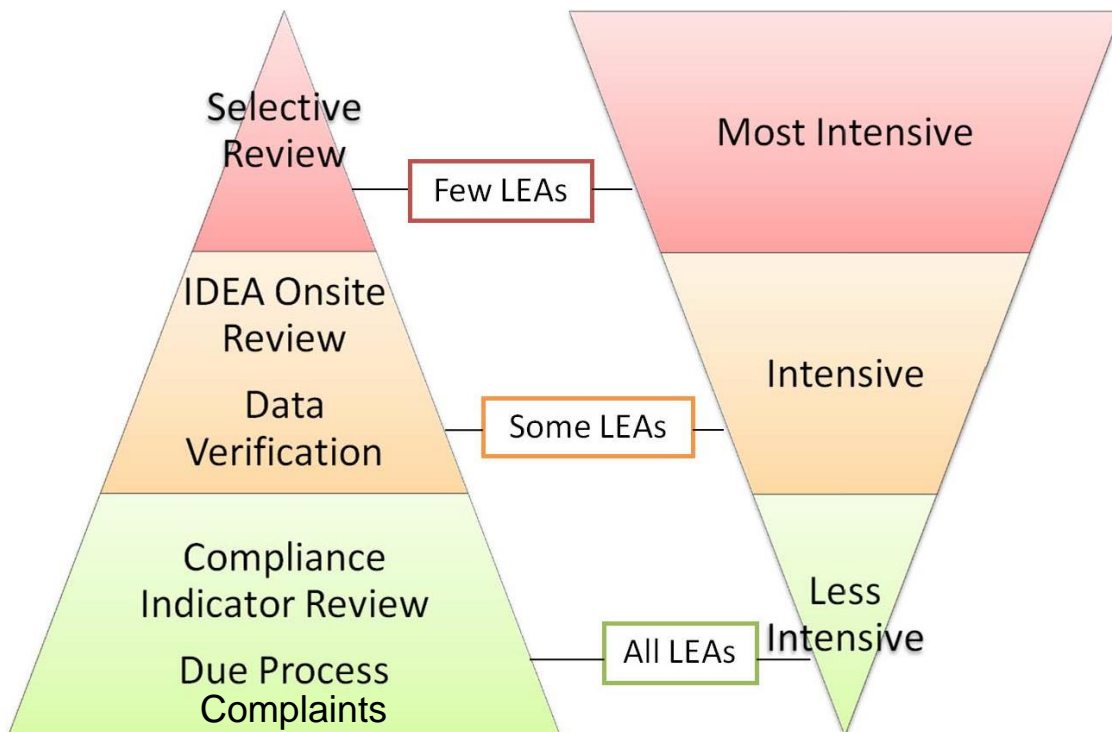 Selective
Review
Few LEAs
Most Intensive
IDEA Onsite
Review
Data
Verification
Some LEAs
Intensive
Compliance
Indicator Review
Due Process
Complaints
All LEAs
Less
Intensive